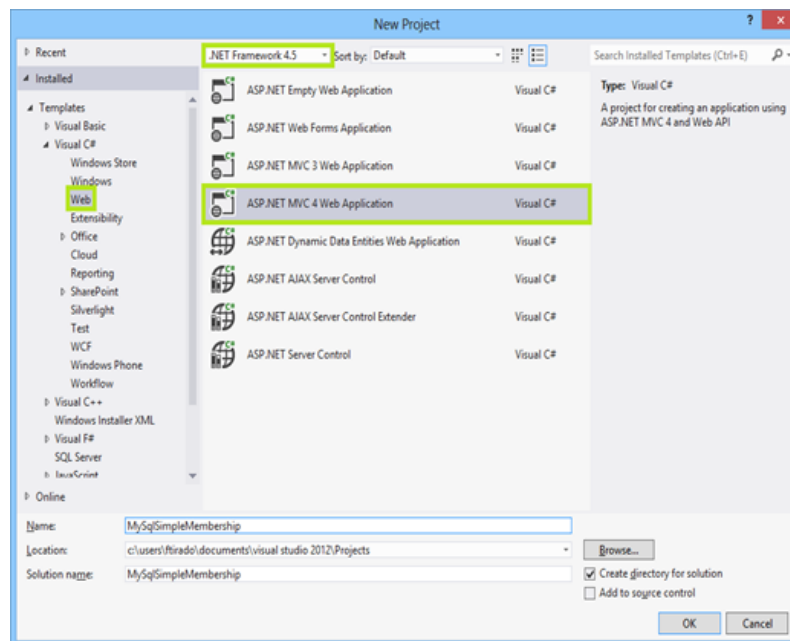 New Project
?
Recent
.NET Framework 4.5
Sort by: Default
Search Installed Templates (Ctrl+E)
Installed
Templates
Visual Basic
Visual C#
Windows Store
Windows
Web
Extensibility
Office
Cloud
Reporting
SharePoint
Silverlight
Test
WCF
Windows Phone
Workflow
Visual C++
Windows Installer XML
Visual F#
SQL Server
JavaScript
Online
ASP.NET Empty Web Application Visual C#
ASP.NET Web Forms Application Visual C#
ASP.NET MVC 3 Web Application Visual C#
ASP.NET MVC 4 Web Application Visual C#
ASP.NET Dynamic Data Entities Web Application Visual C#
ASP.NET AJAX Server Control Visual C#
ASP.NET AJAX Server Control Extender Visual C#
ASP.NET Server Control Visual C#
Type: Visual C#
A project for creating an application using
ASP.NET MVC 4 and Web API
Name: MySqlSimpleMembership
Location: c:\users\ftirado\documents\visual studio 2012\Projects
Browse...
Solution name: MySqlSimpleMembership
Create directory for solution
Add to source control
OK
Cancel